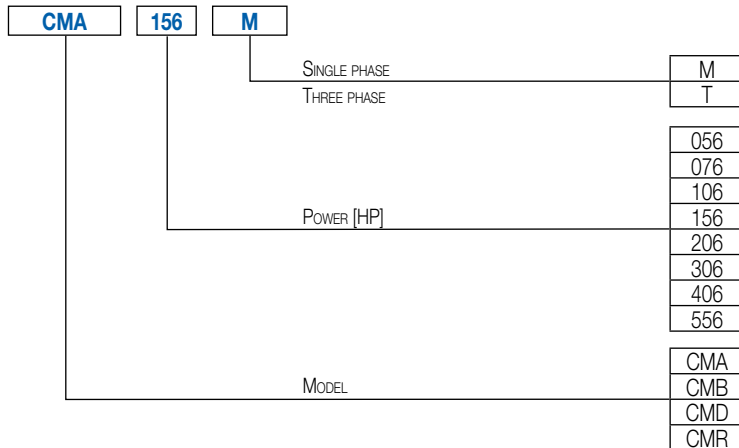 CMA 156 M
Single phase M
Three phase T
056
076
106
Power [HP] 156
206
306
406
556
CMA
Model CMB
CMD
CMR